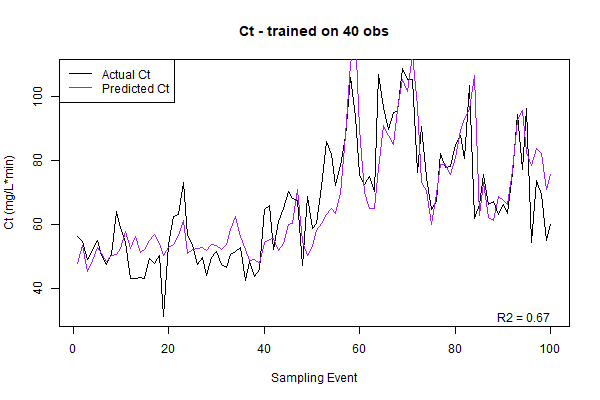 Ct - trained on 40 obs
Actual Ct
Predicted Ct
Ct (mg/L*min)
100
80
60
40
R2 = 0.67
0
20
40
60
80
100
Sampling Event